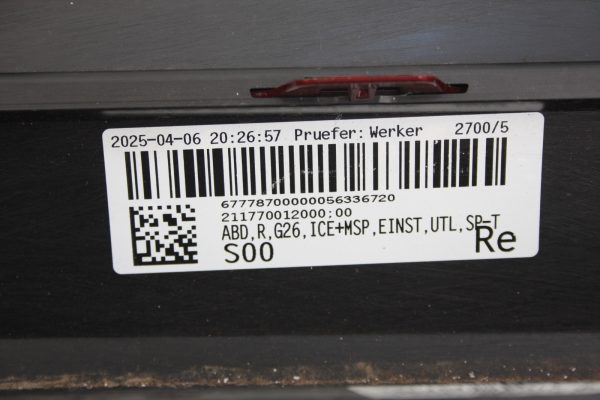 2025-04-06 20:26:57 Pruefer: Werker 2700/5
67778700000056336720
211770012000;00
ABD,R,G26,ICE+MSP,EINST,UTL,SP-T
S00 Re